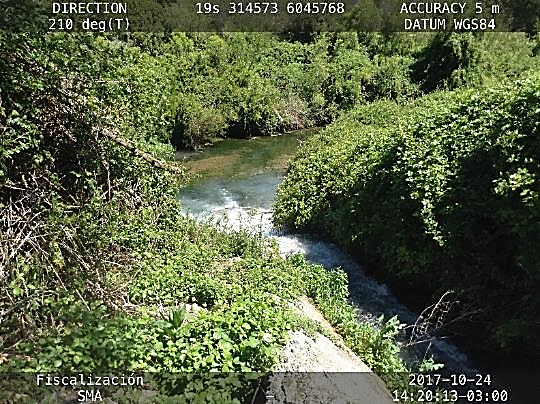 DIRECTION
210 deg(T)
19s 314573 6045768
ACCURACY 5 m
DATUM WGS84
Fiscalización
SMA
2017-10-24
14:20:13-03:00